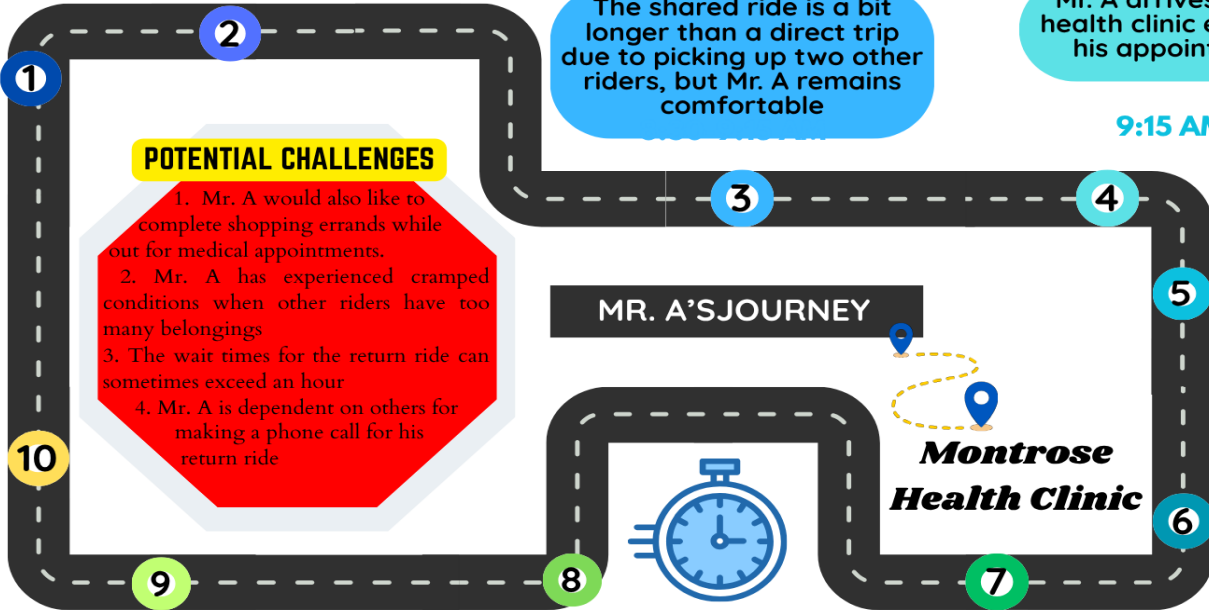 The shared ride is a bit
longer than a direct trip
due to picking up two other
riders, but Mr. A remains
comfortable
Mr. A arrives
health clinic
his
9:15
1
2
3
4
5
6
7
8
9
10
POTENTIAL CHALLENGES
1. Mr. A would also like to
complete shopping errands while
out for medical appointments.
2. Mr. A has experienced cramped
conditions when other riders have too
many belongings
3. The wait times for the return ride can
sometimes exceed an hour
4. Mr. A is dependent on others for
making a phone call for his
return ride
MR. A’SJOURNEY
Montrose
Health Clinic